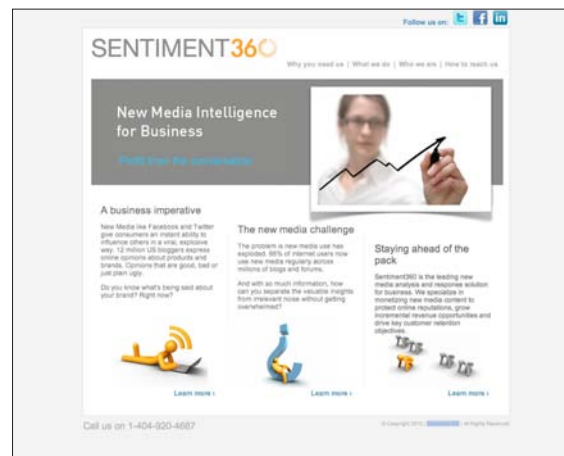 Follow us on:
SENTIMENT360
Why you need us | What we do | Who we are | How to reach us
New Media Intelligence
for Business
Profit from the conversation
A business imperative
New Media like Facebook and Twitter
give consumers an instant ability to
influence others in a viral, explosive
way. 12 million US bloggers express
online opinions about products and
brands. Opinions that are good, bad or
just plain ugly.
Do you know what's being said about
your brand? Right now?
Learn more ›
The new media challenge
The problem is new media use has
exploded. 66% of internet users now
use new media regularly across
millions of blogs and forums.
And with so much information, how
can you separate the valuable insights
from irrelevant noise without getting
overwhelmed?
Learn more ›
Staying ahead of the
pack
Sentiment360 is the leading new
media analysis and response solution
for business. We specialize in
monetizing new media content to
protect online reputations, grow
incremental revenue opportunities and
drive key customer retention
objectives.
Learn more ›
Call us on 1-404-920-4687
© Copyright 2010 | All Rights Reserved